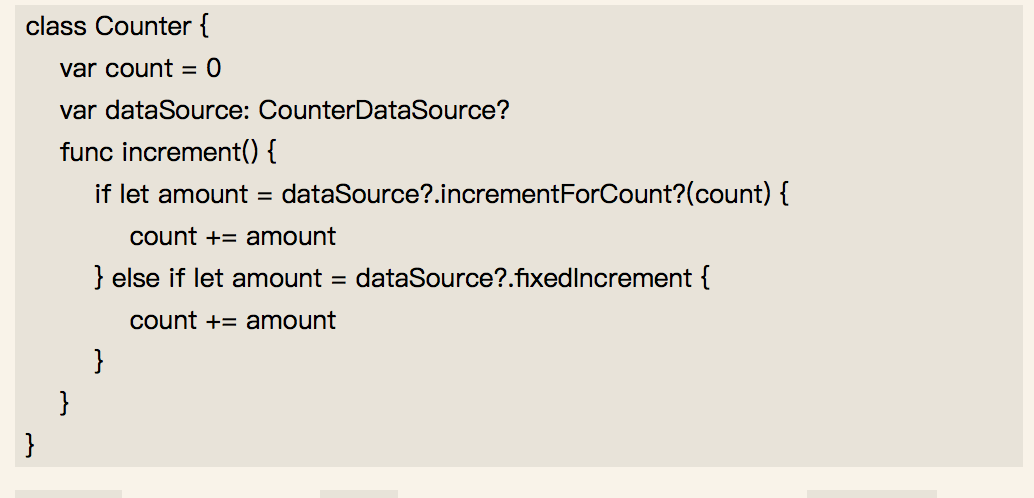 class Counter {
var count = 0
var dataSource: CounterDataSource?
func increment() {
if let amount = dataSource?.incrementForCount?(count) {
count += amount
} else if let amount = dataSource?.fixedIncrement {
count += amount
}
}
}